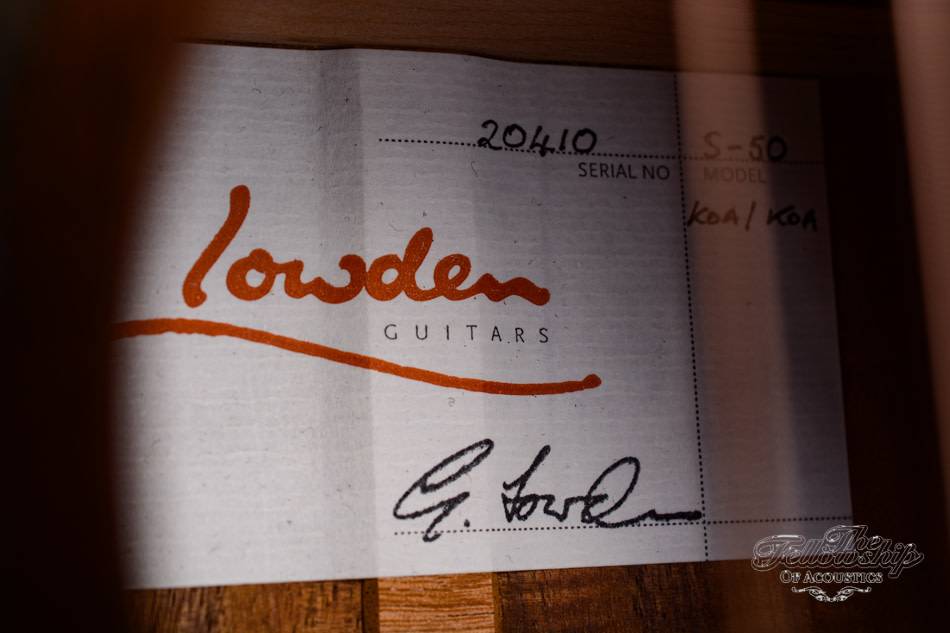 20410
SERIAL NO
S-50
MODEL
KOA / KOA
lowden
GUITARS
G. Lowden
The
Fellowship
OF ACOUSTICS